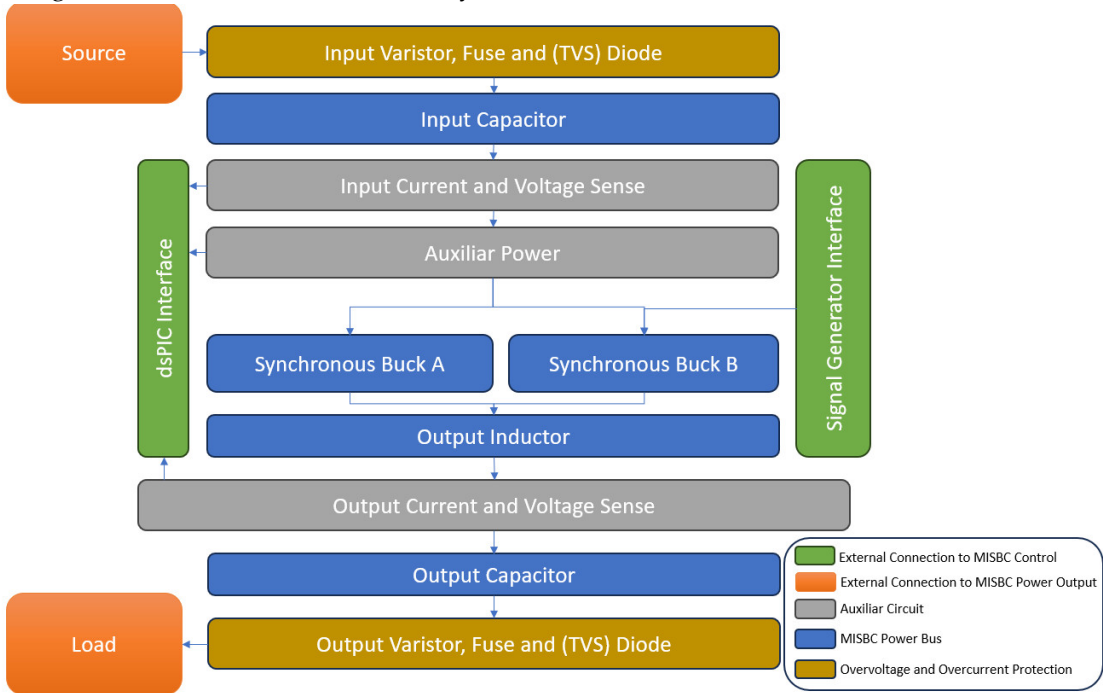 Source
Input Varistor, Fuse and (TVS) Diode
Input Capacitor
Input Current and Voltage Sense
Auxiliar Power
dsPIC Interface
Signal Generator Interface
Synchronous Buck A
Synchronous Buck B
Output Inductor
Output Current and Voltage Sense
Output Capacitor
Output Varistor, Fuse and (TVS) Diode
Load
External Connection to MISBC Control
External Connection to MISBC Power Output
Auxiliar Circuit
MISBC Power Bus
Overvoltage and Overcurrent Protection